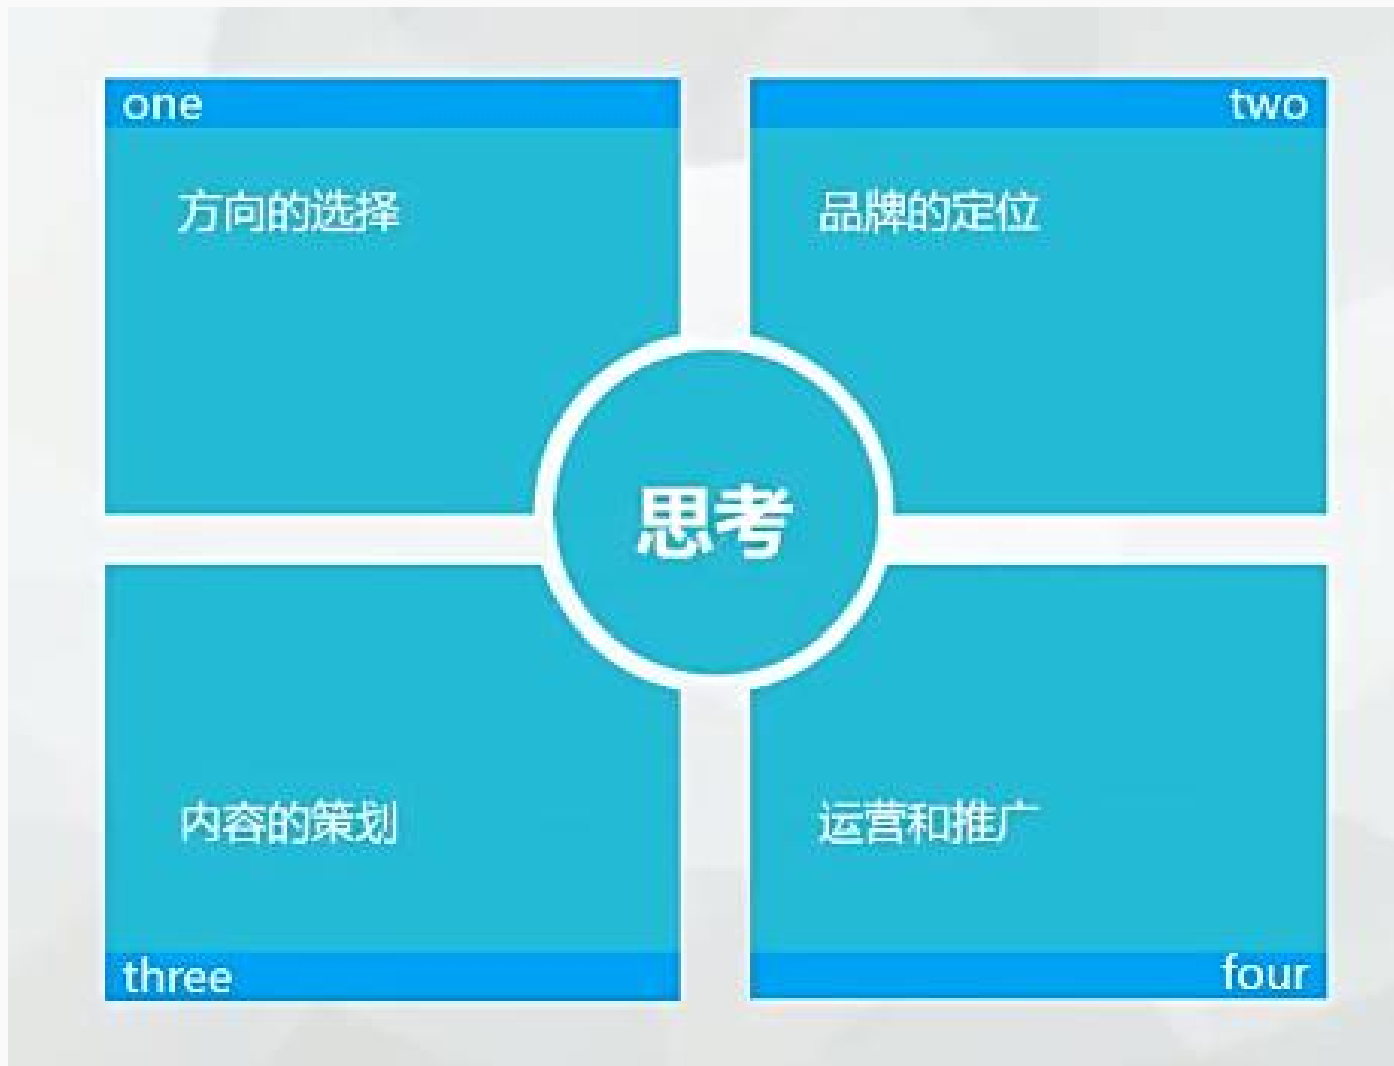 one
two
方向的选择
品牌的定位
思考
内容的策划
运营和推广
three
four